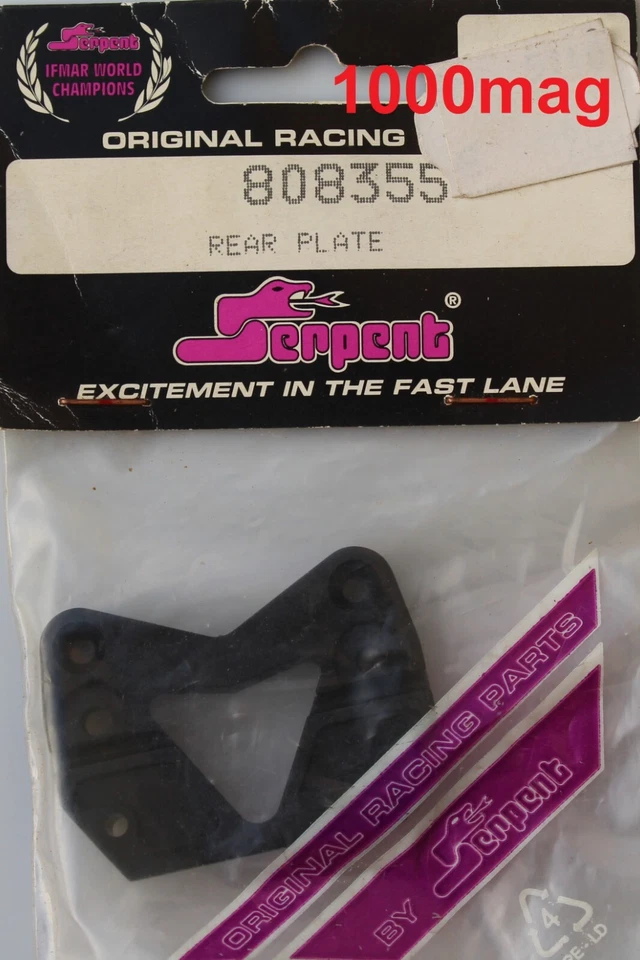 Serpent
IFMAR WORLD
CHAMPIONS
1000mag
ORIGINAL RACING
808355
REAR PLATE
Serpent®
EXCITEMENT IN THE FAST LANE
ORIGINAL RACING PARTS
BY Serpent
4